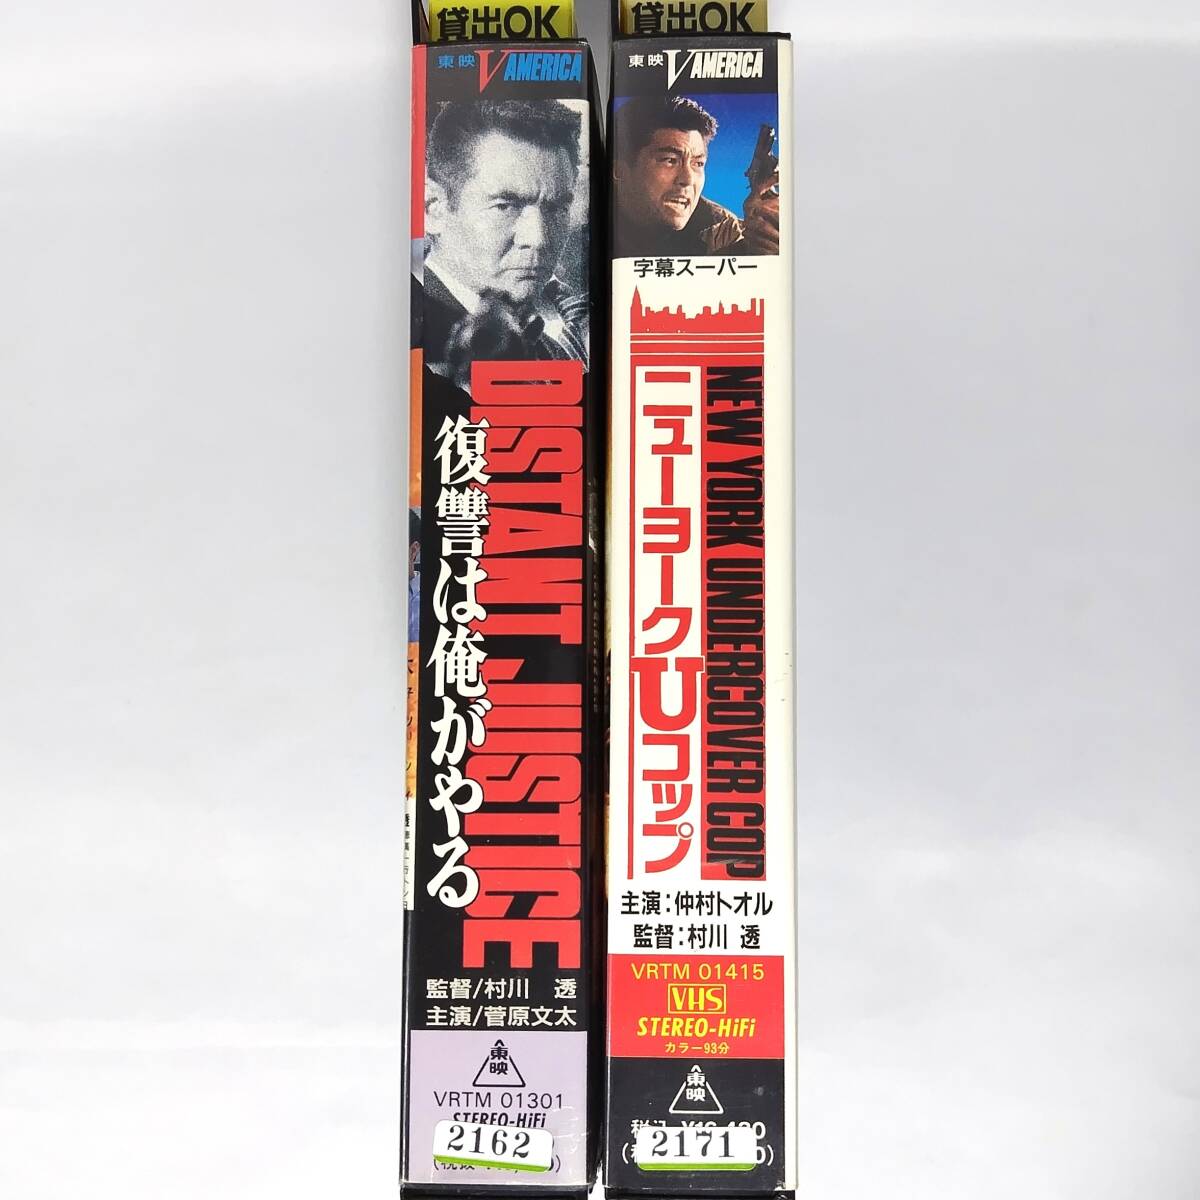 貸出OK
東映 V AMERICA
DISTANT JUSTICE
復讐は俺がやる
監督/村川 透
主演/菅原文太
東映
VRTM 01301
STEREO-HiFi
2162
貸出OK
東映 V AMERICA
字幕スーパー
NEW YORK UNDERCOVER COP
ニューヨークUコップ
主演:仲村トオル
監督:村川 透
VRTM 01415
VHS
STEREO-HiFi
カラー93分
東映
2171